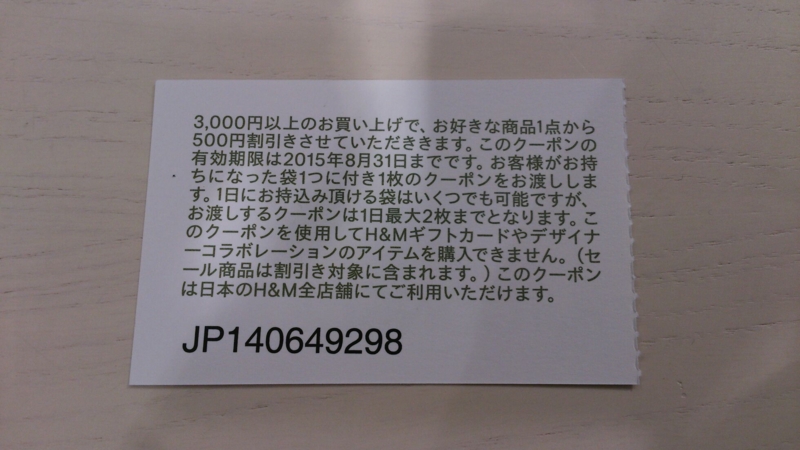 3,000円以上のお買い上げで、お好きな商品1点から
500円割引きさせていただききます。このクーポンの
有効期限は2015年8月31日までです。お客様がお持
ちになった袋1つに付き1枚のクーポンをお渡ししま
す。1日にお持込み頂ける袋はいくつでも可能ですが、
お渡しするクーポンは1日最大2枚までとなります。こ
のクーポンを使用してH&Mギフトカードやデザイナ
ーコラボレーションのアイテムを購入できません。(セ
ール商品は割引き対象に含まれます。)このクーポン
は日本のH&M全店舗にてご利用いただけます。
JP140649298